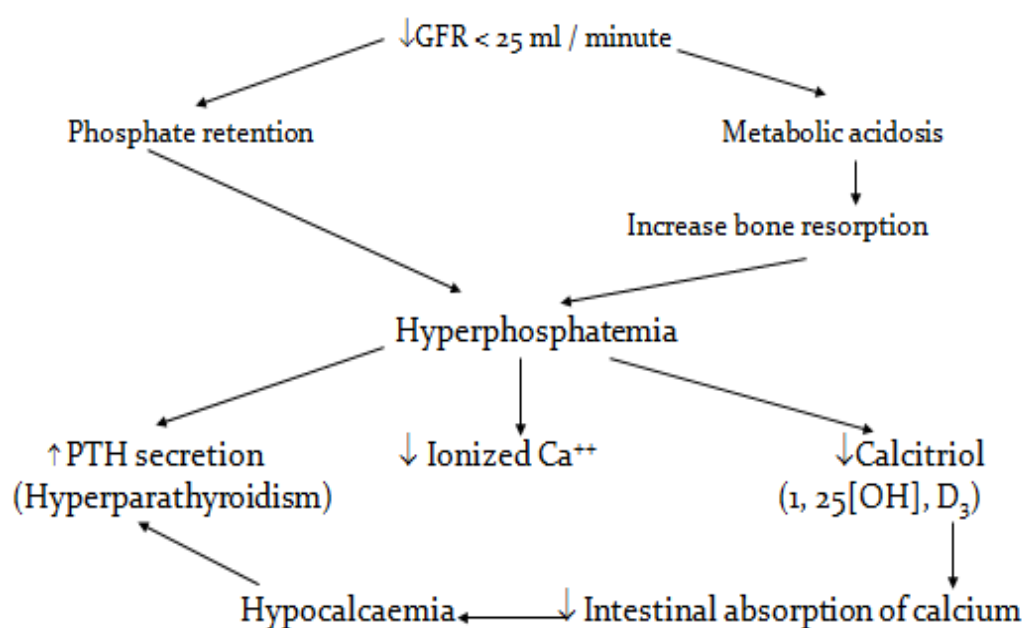 ↓GFR < 25 ml / minute
Phosphate retention
Metabolic acidosis
Increase bone resorption
Hyperphosphatemia
↑PTH secretion
(Hyperparathyroidism)
↓ Ionized Ca⁺⁺
↓Calcitriol
(1, 25[OH], D₃)
Hypocalcaemia
↓ Intestinal absorption of calcium